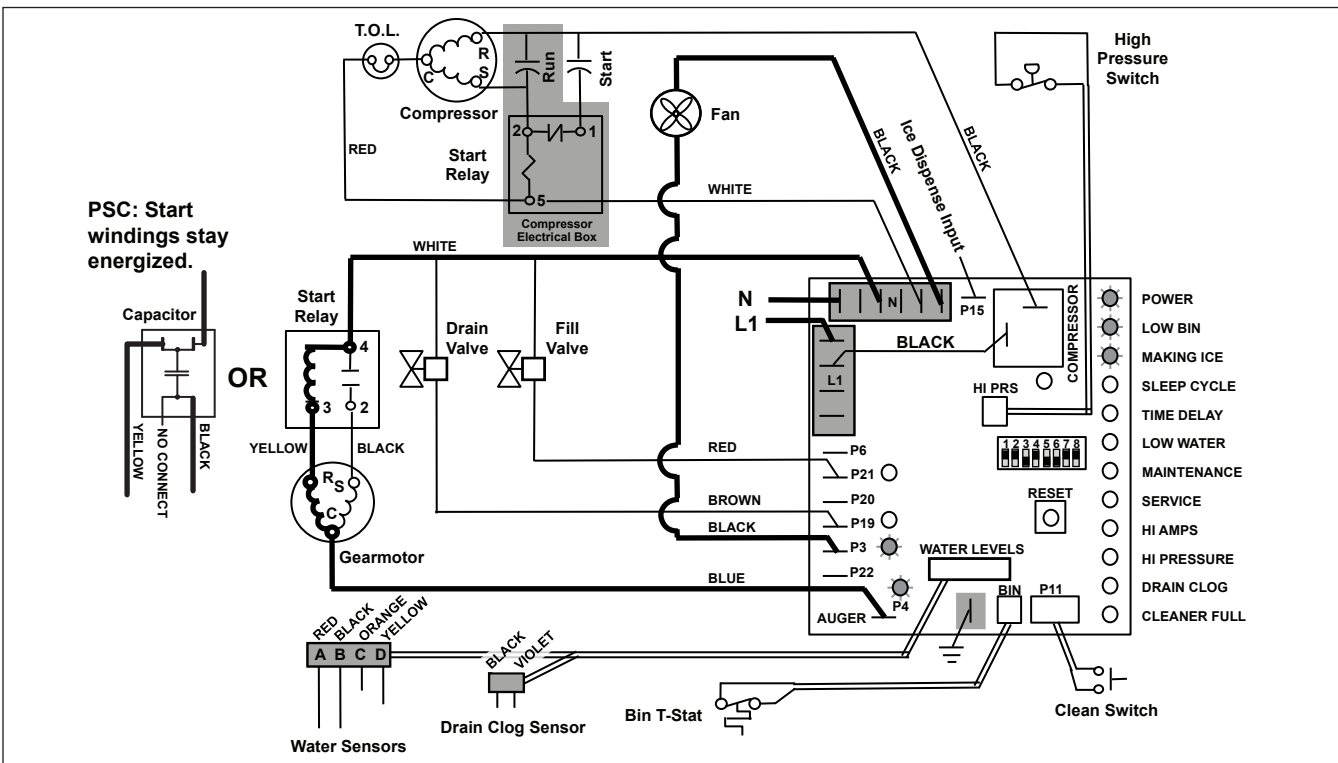 T.O.L.
R
S
C
Compressor
Run
Start
2
1
5
Start
Relay
Compressor
Electrical Box
RED
WHITE
Fan
BLACK
Ice Dispense Input
BLACK
High
Pressure
Switch
PSC: Start
windings stay
energized.
Capacitor
YELLOW
NO CONNECT
BLACK
OR
WHITE
Start
Relay
4
3
2
YELLOW
BLACK
R
S
C
Gearmotor
Drain
Valve
Fill
Valve
N
L1
N
P15
COMPRESSOR
BLACK
L1
HI PRS
1 2 3 4 5 6 7 8
RESET
RED
BROWN
BLACK
BLUE
P6
P21
P20
P19
P3
P22
P4
AUGER
WATER LEVELS
BIN
P11
POWER
LOW BIN
MAKING ICE
SLEEP CYCLE
TIME DELAY
LOW WATER
MAINTENANCE
SERVICE
HI AMPS
HI PRESSURE
DRAIN CLOG
CLEANER FULL
RED
BLACK
ORANGE
YELLOW
A B C D
Water Sensors
BLACK
VIOLET
Drain Clog Sensor
Bin T-Stat
Clean Switch